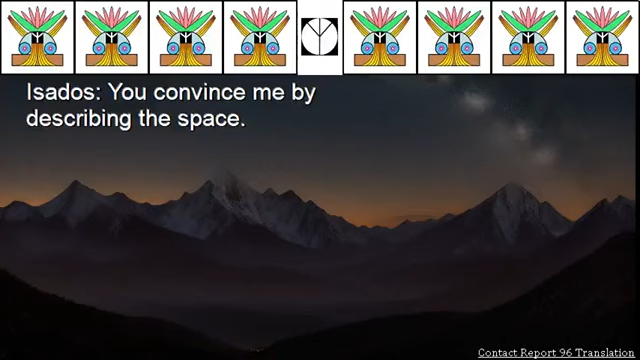 Isados: You convince me by
describing the space.
Contact Report 96 Translation